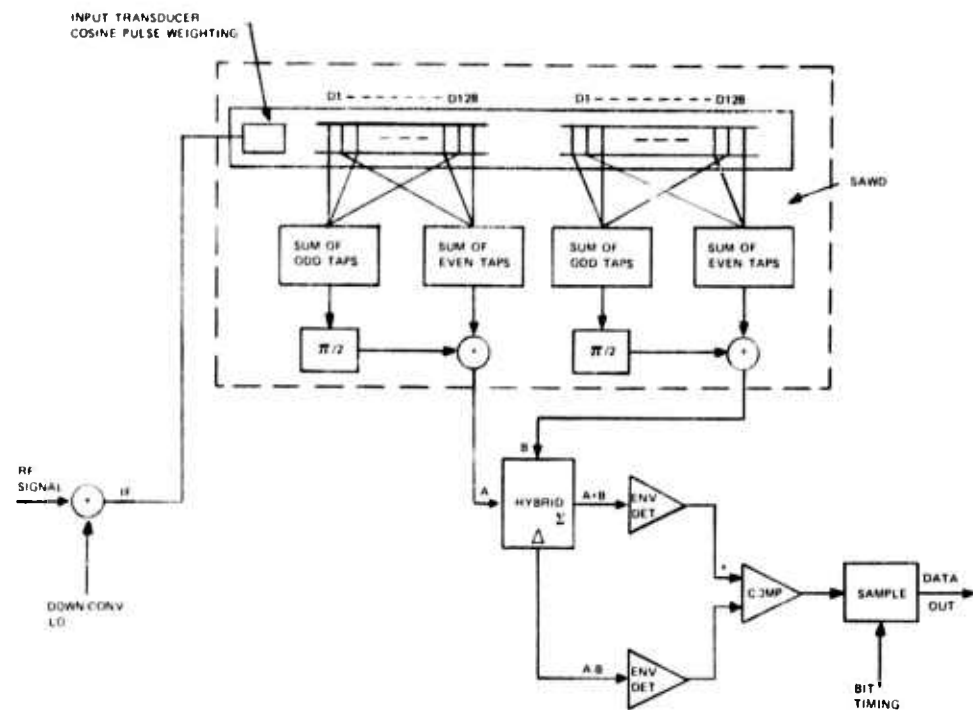 INPUT TRANSDUCER
COSINE PULSE WEIGHTING
D1
D128
D1
D128
SAWD
SUM OF
ODD TAPS
SUM OF
EVEN TAPS
SUM OF
ODD TAPS
SUM OF
EVEN TAPS
π/2
+
π/2
+
B
RF
SIGNAL
IF
A
HYBRID
Σ
Δ
A+B
ENV
DET
+
DOWN-CONV
LO
COMP
SAMPLE
DATA
OUT
A-B
ENV
DET
BIT
TIMING